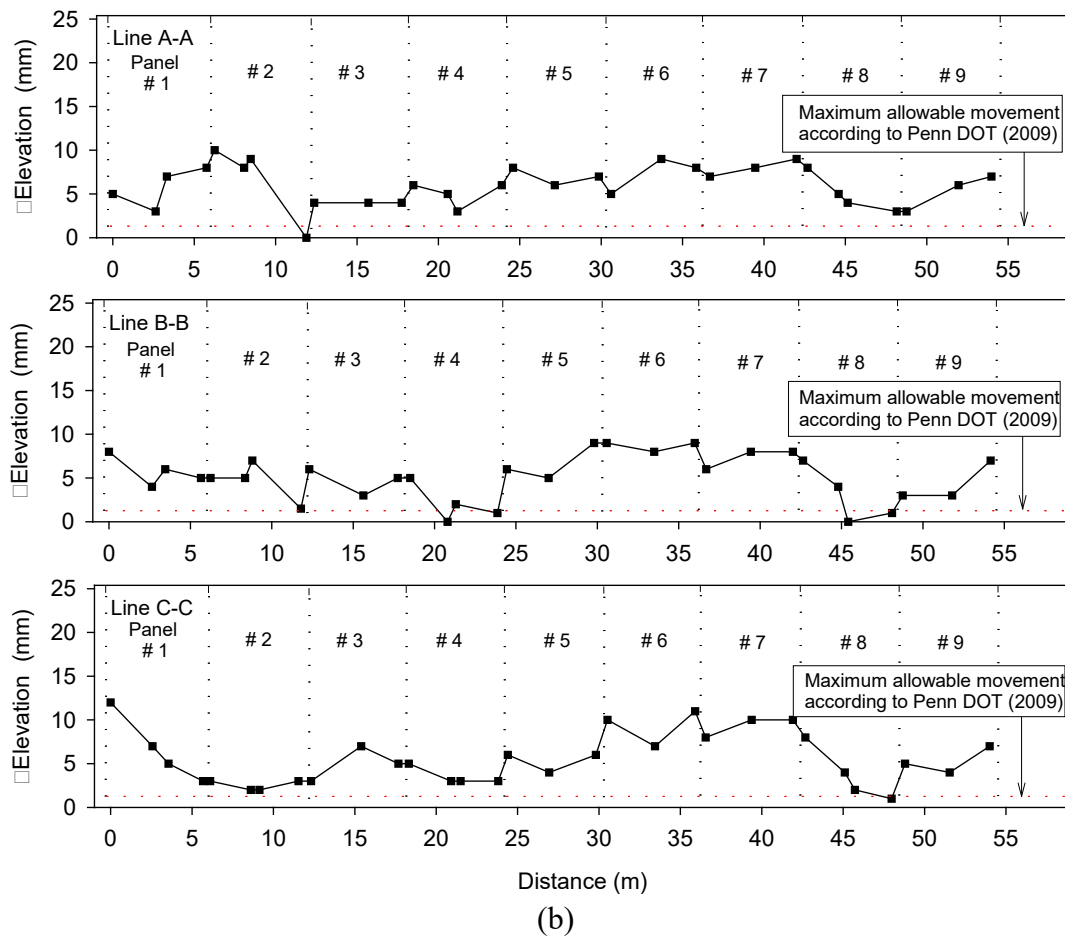 25
20
15
10
5
0
□Elevation (mm)
Line A-A
Panel
# 1
# 2
# 3
# 4
# 5
# 6
# 7
# 8
# 9
Maximum allowable movement
according to Penn DOT (2009)
0 5 10 15 20 25 30 35 40 45 50 55
25
20
15
10
5
0
□Elevation (mm)
Line B-B
Panel
# 1
# 2
# 3
# 4
# 5
# 6
# 7
# 8
# 9
Maximum allowable movement
according to Penn DOT (2009)
0 5 10 15 20 25 30 35 40 45 50 55
25
20
15
10
5
0
□Elevation (mm)
Line C-C
Panel
# 1
# 2
# 3
# 4
# 5
# 6
# 7
# 8
# 9
Maximum allowable movement
according to Penn DOT (2009)
0 5 10 15 20 25 30 35 40 45 50 55
Distance (m)
(b)